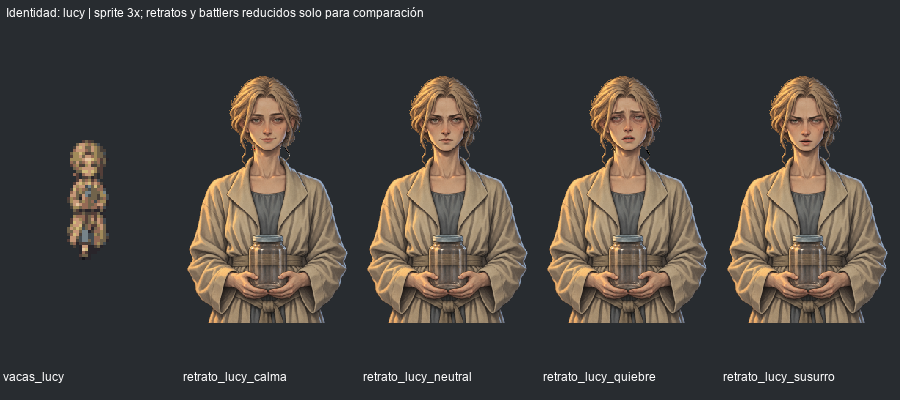 Identidad: lucy | sprite 3x; retratos y battlers reducidos solo para comparación
vacas_lucy
retrato_lucy_calma
retrato_lucy_neutral
retrato_lucy_quiebre
retrato_lucy_susurro